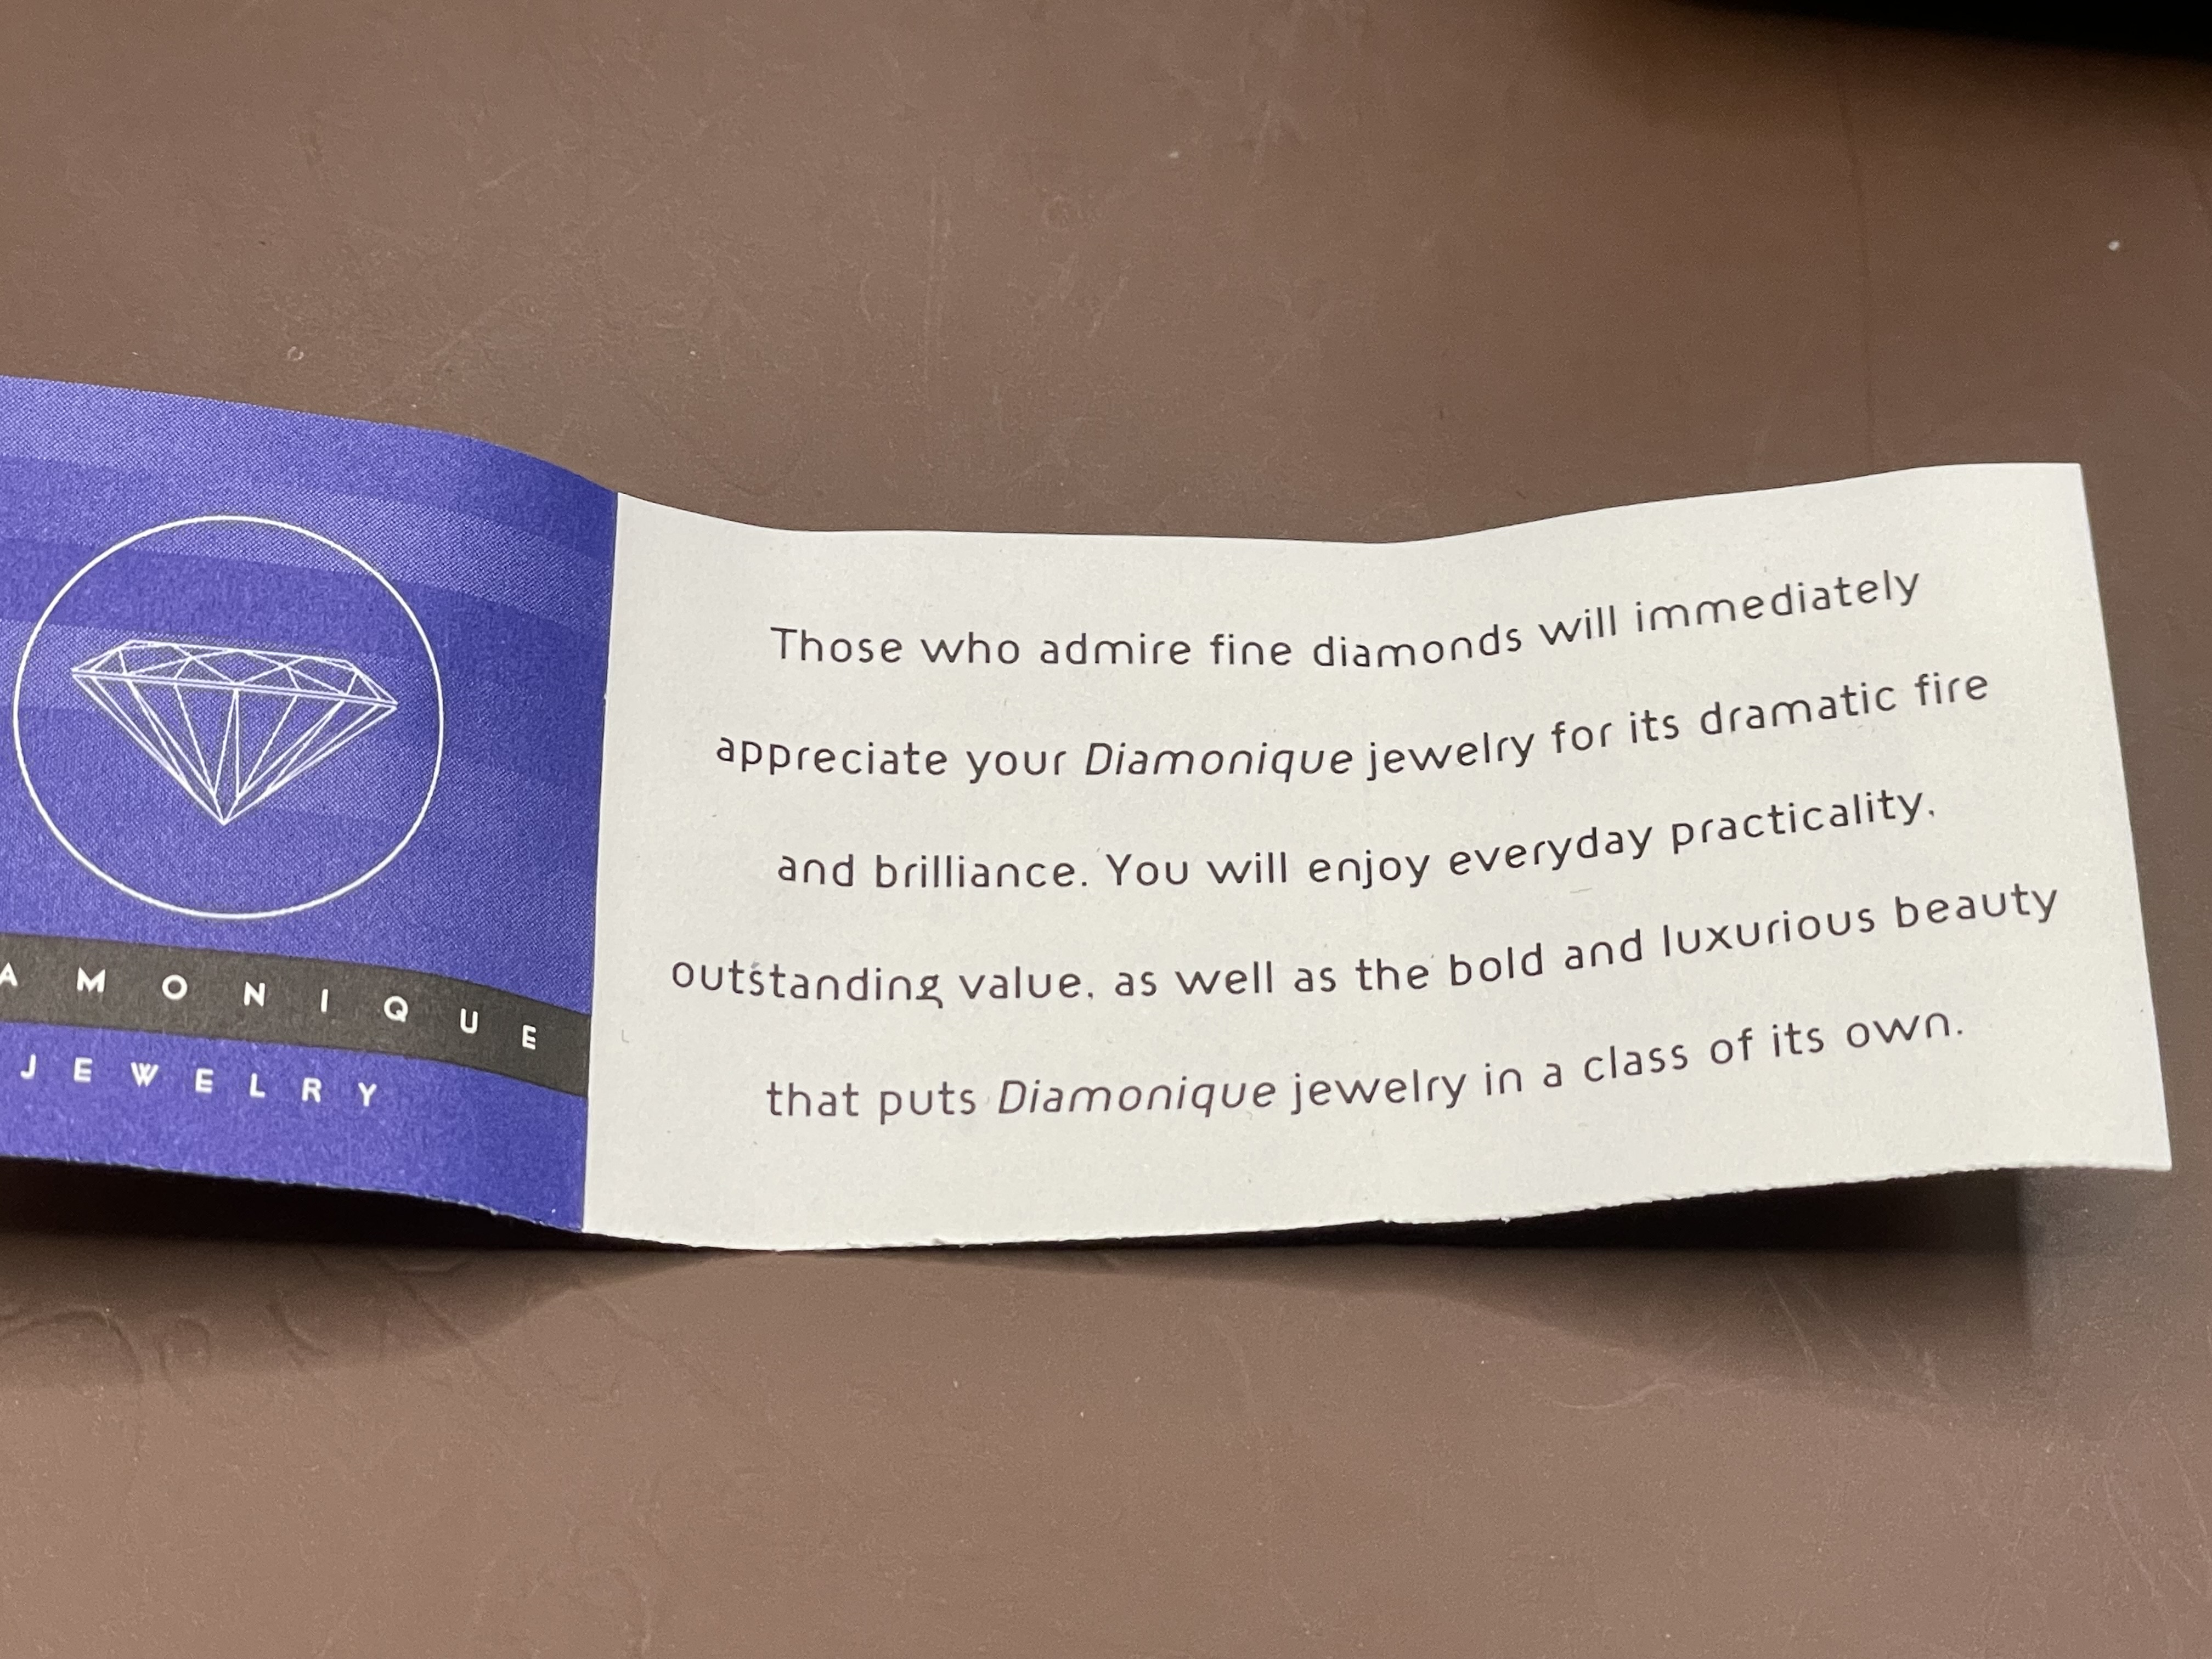 AMONIQUE
JEWELRY
Those who admire fine diamonds will immediately
appreciate your Diamonique jewelry for its dramatic fire
and brilliance. You will enjoy everyday practicality,
outstanding value, as well as the bold and luxurious beauty
that puts Diamonique jewelry in a class of its own.